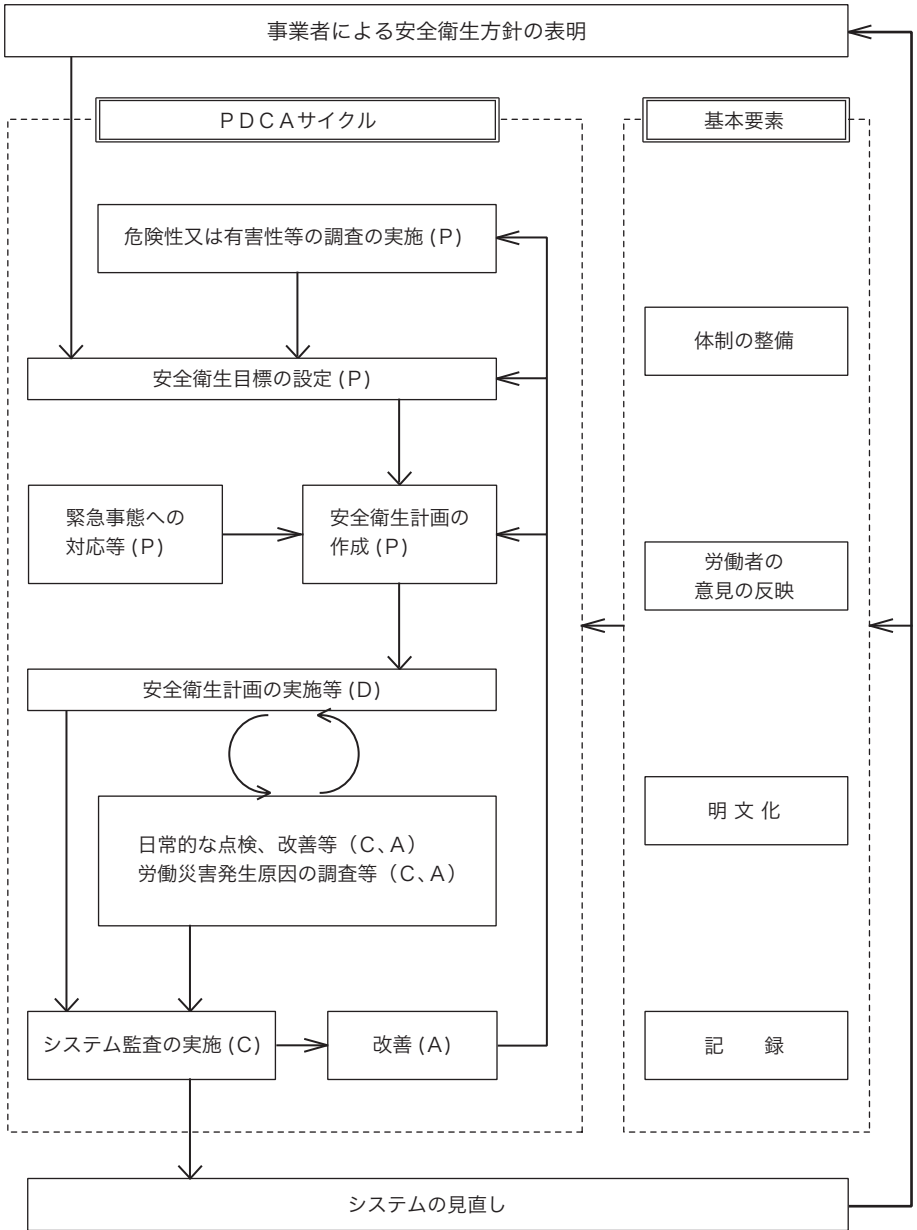 事業者による安全衛生方針の表明
PDCAサイクル
基本要素
危険性又は有害性等の調査の実施(P)
体制の整備
安全衛生目標の設定(P)
緊急事態への
対応等(P)
安全衛生計画の
作成(P)
労働者の
意見の反映
安全衛生計画の実施等(D)
明文化
日常的な点検、改善等(C、A)
労働災害発生原因の調査等(C、A)
システム監査の実施(C)
改善(A)
記 録
システムの見直し